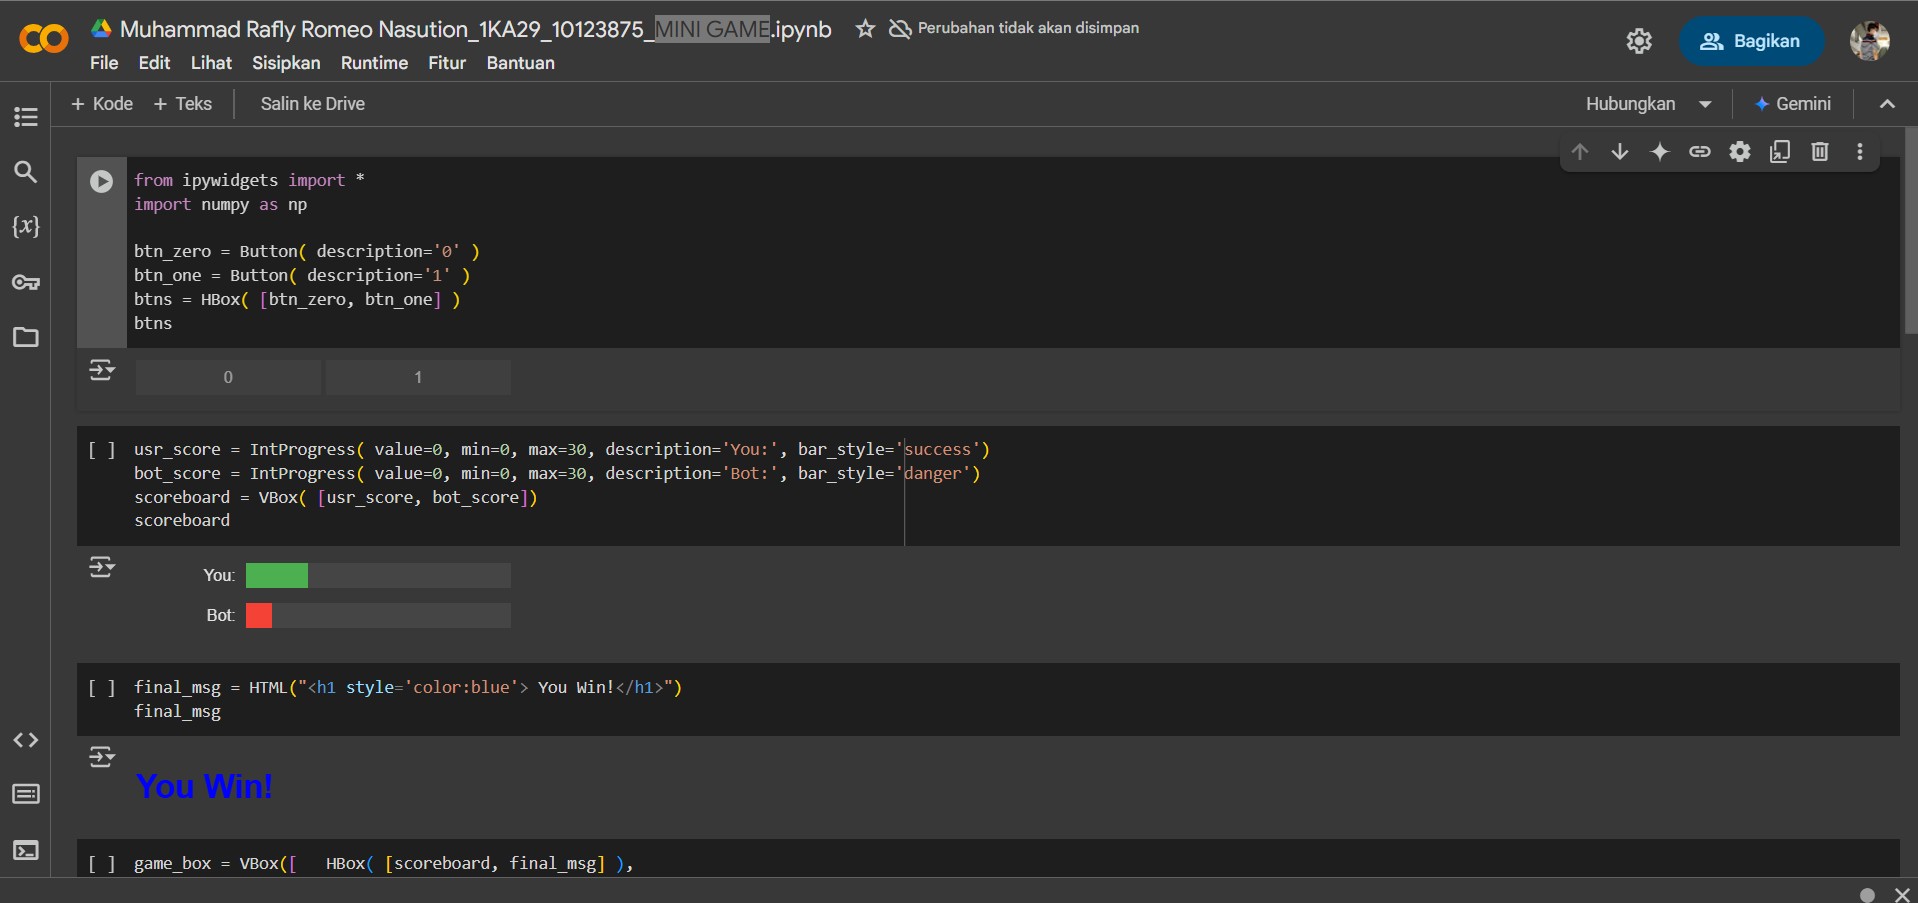 Muhammad Rafly Romeo Nasution_1KA29_10123875_MINI GAME.ipynb
Perubahan tidak akan disimpan
Bagikan
File Edit Lihat Sisipkan Runtime Fitur Bantuan
+ Kode + Teks Salin ke Drive
Hubungkan
Gemini
from ipywidgets import *
import numpy as np
btn_zero = Button( description='0' )
btn_one = Button( description='1' )
btns = HBox( [btn_zero, btn_one] )
btns
0 1
[ ] usr_score = IntProgress( value=0, min=0, max=30, description='You:', bar_style='success')
bot_score = IntProgress( value=0, min=0, max=30, description='Bot:', bar_style='danger')
scoreboard = VBox( [usr_score, bot_score])
scoreboard
You:
Bot:
[ ] final_msg = HTML("<h1 style='color:blue'> You Win!</h1>")
final_msg
You Win!
[ ] game_box = VBox([   HBox( [scoreboard, final_msg] ),